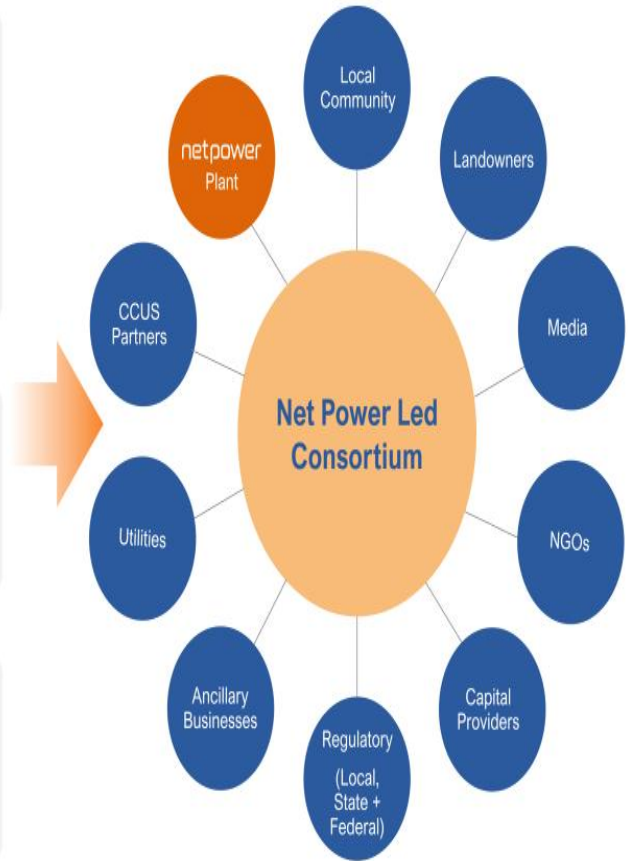 Local
Community
netpower
Plant
Landowners
CCUS
Partners
Media
Net Power Led
Consortium
Utilities
NGOs
Ancillary
Businesses
Capital
Providers
Regulatory
(Local,
State +
Federal)